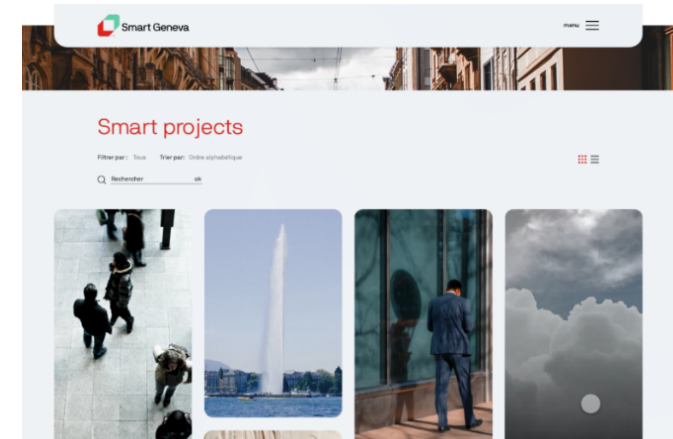 Smart Geneva
menu
Smart projects
Filtrer par : Tous Trier par: Ordre alphabétique
Rechercher ok